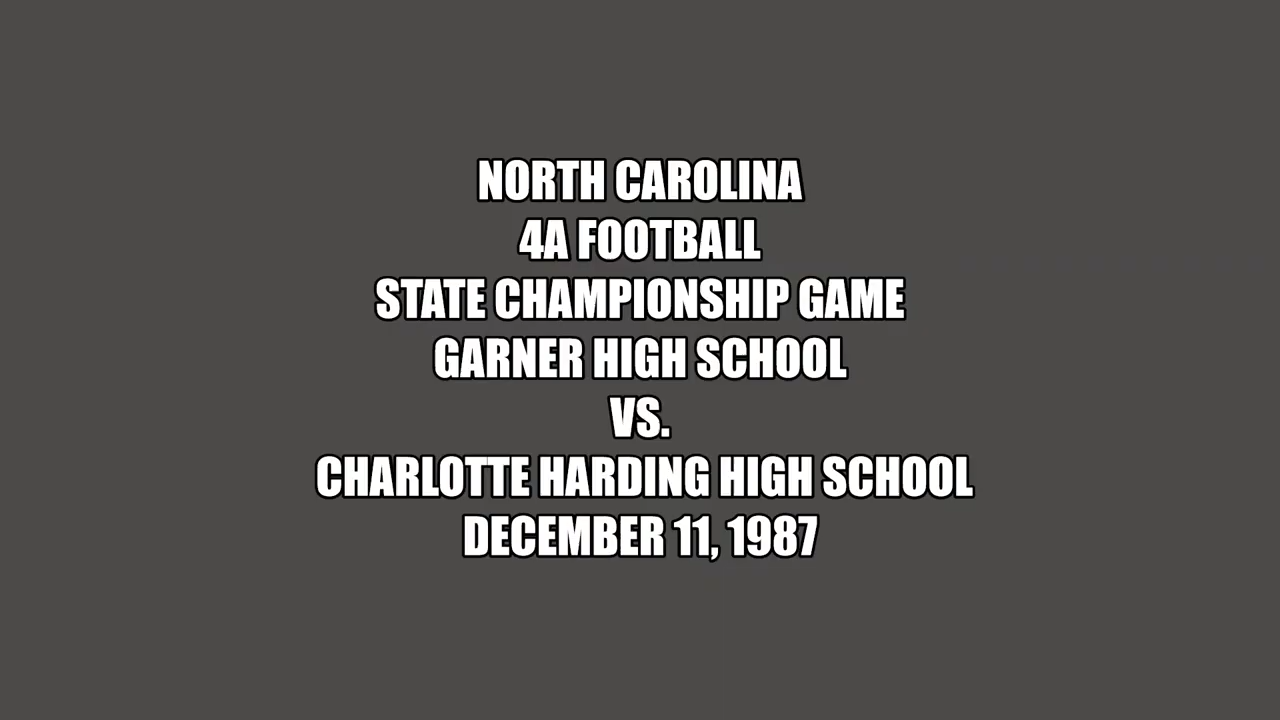 NORTH CAROLINA
4A FOOTBALL
STATE CHAMPIONSHIP GAME
GARNER HIGH SCHOOL
VS.
CHARLOTTE HARDING HIGH SCHOOL
DECEMBER 11, 1987